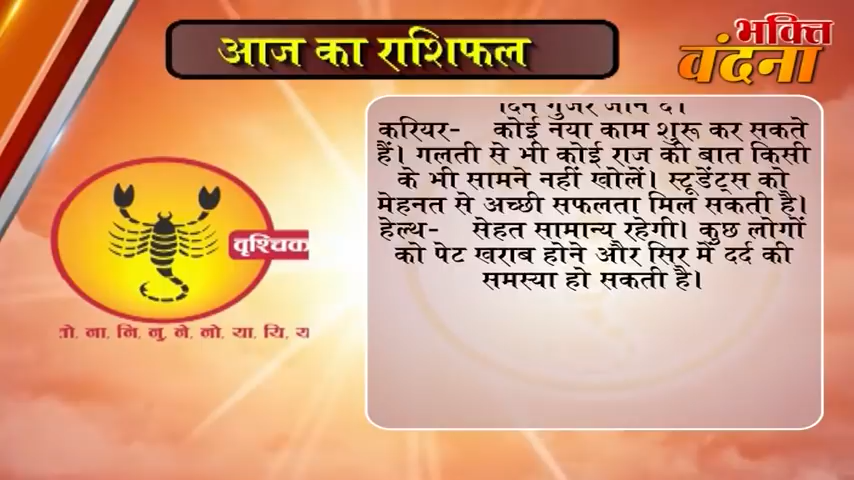 आज का राशिफल
भक्ति
वंदना
दिन गुजर जाने दें।
करियर- कोई नया काम शुरू कर सकते
हैं। गलती से भी कोई राज की बात किसी
के भी सामने नहीं खोलें। स्टूडेंट्स को
मेहनत से अच्छी सफलता मिल सकती है।
हेल्थ- सेहत सामान्य रहेगी। कुछ लोगों
को पेट खराब होने और सिर में दर्द की
समस्या हो सकती है।
वृश्चिक
ना, नि, नु, ने, नो, या, यि,